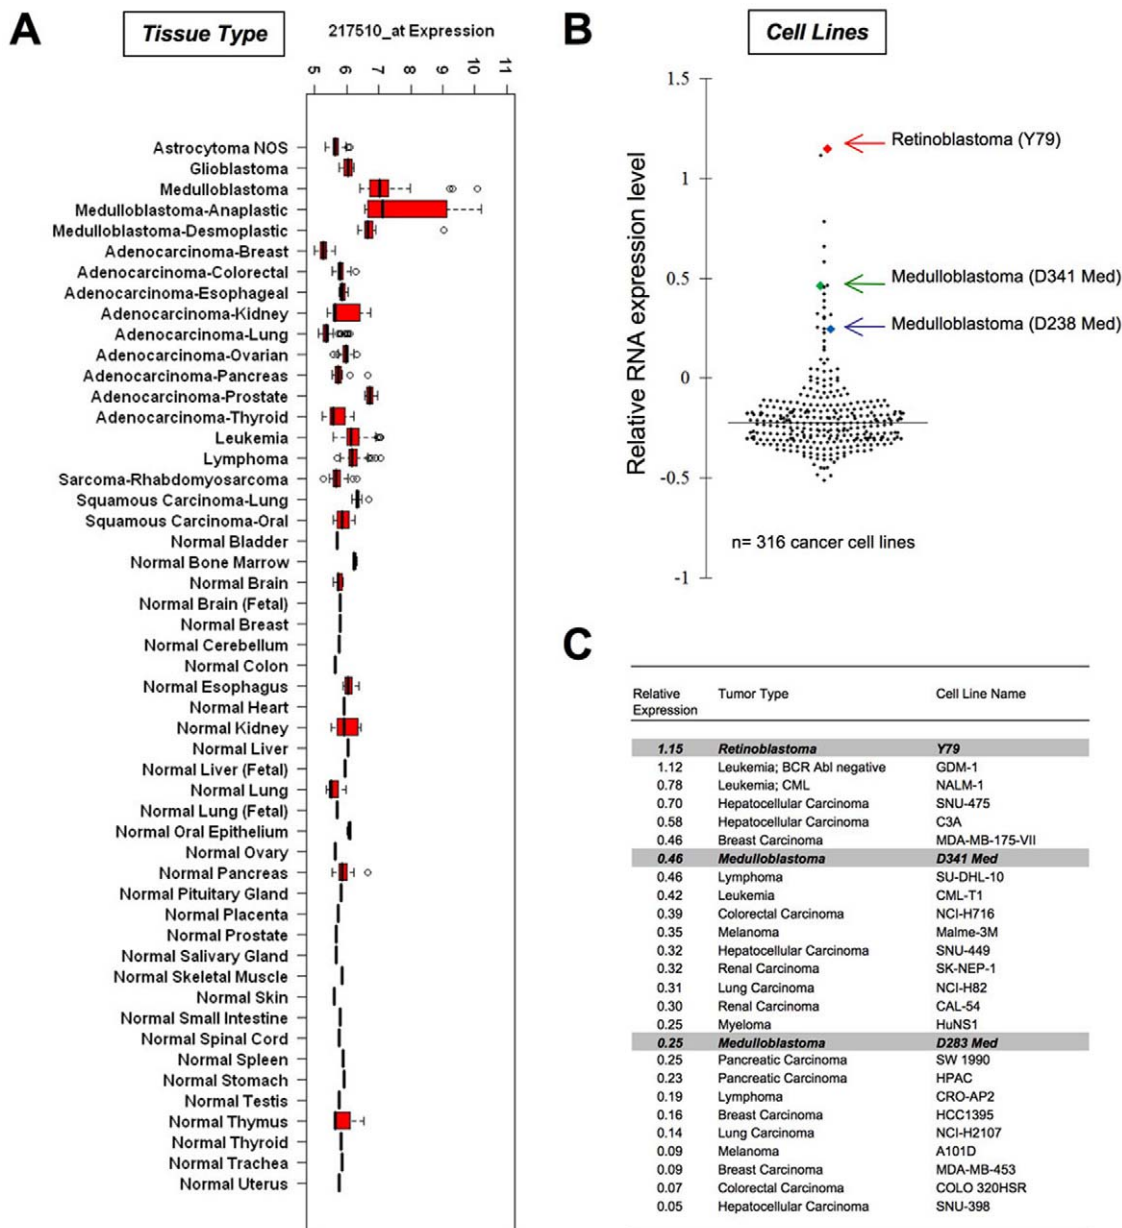 A
Tissue Type
217510_at Expression
5 6 7 8 9 10 11
Astrocytoma NOS
Glioblastoma
Medulloblastoma
Medulloblastoma-Anaplastic
Medulloblastoma-Desmoplastic
Adenocarcinoma-Breast
Adenocarcinoma-Colorectal
Adenocarcinoma-Esophageal
Adenocarcinoma-Kidney
Adenocarcinoma-Lung
Adenocarcinoma-Ovarian
Adenocarcinoma-Pancreas
Adenocarcinoma-Prostate
Adenocarcinoma-Thyroid
Leukemia
Lymphoma
Sarcoma-Rhabdomyosarcoma
Squamous Carcinoma-Lung
Squamous Carcinoma-Oral
Normal Bladder
Normal Bone Marrow
Normal Brain
Normal Brain (Fetal)
Normal Breast
Normal Cerebellum
Normal Colon
Normal Esophagus
Normal Heart
Normal Kidney
Normal Liver
Normal Liver (Fetal)
Normal Lung
Normal Lung (Fetal)
Normal Oral Epithelium
Normal Ovary
Normal Pancreas
Normal Pituitary Gland
Normal Placenta
Normal Prostate
Normal Salivary Gland
Normal Skeletal Muscle
Normal Skin
Normal Small Intestine
Normal Spinal Cord
Normal Spleen
Normal Stomach
Normal Testis
Normal Thymus
Normal Thyroid
Normal Trachea
Normal Uterus
B
Cell Lines
Relative RNA expression level
1.5
1
0.5
0
-0.5
-1
Retinoblastoma (Y79)
Medulloblastoma (D341 Med)
Medulloblastoma (D238 Med)
n= 316 cancer cell lines
C
Relative Expression Tumor Type Cell Line Name
1.15 Retinoblastoma Y79
1.12 Leukemia; BCR Abl negative GDM-1
0.78 Leukemia; CML NALM-1
0.70 Hepatocellular Carcinoma SNU-475
0.58 Hepatocellular Carcinoma C3A
0.46 Breast Carcinoma MDA-MB-175-VII
0.46 Medulloblastoma D341 Med
0.46 Lymphoma SU-DHL-10
0.42 Leukemia CML-T1
0.39 Colorectal Carcinoma NCI-H716
0.35 Melanoma Malme-3M
0.32 Hepatocellular Carcinoma SNU-449
0.32 Renal Carcinoma SK-NEP-1
0.31 Lung Carcinoma NCI-H82
0.30 Renal Carcinoma CAL-54
0.25 Myeloma HuNS1
0.25 Medulloblastoma D283 Med
0.25 Pancreatic Carcinoma SW 1990
0.23 Pancreatic Carcinoma HPAC
0.19 Lymphoma CRO-AP2
0.16 Breast Carcinoma HCC1395
0.14 Lung Carcinoma NCI-H2107
0.09 Melanoma A101D
0.09 Breast Carcinoma MDA-MB-453
0.07 Colorectal Carcinoma COLO 320HSR
0.05 Hepatocellular Carcinoma SNU-398